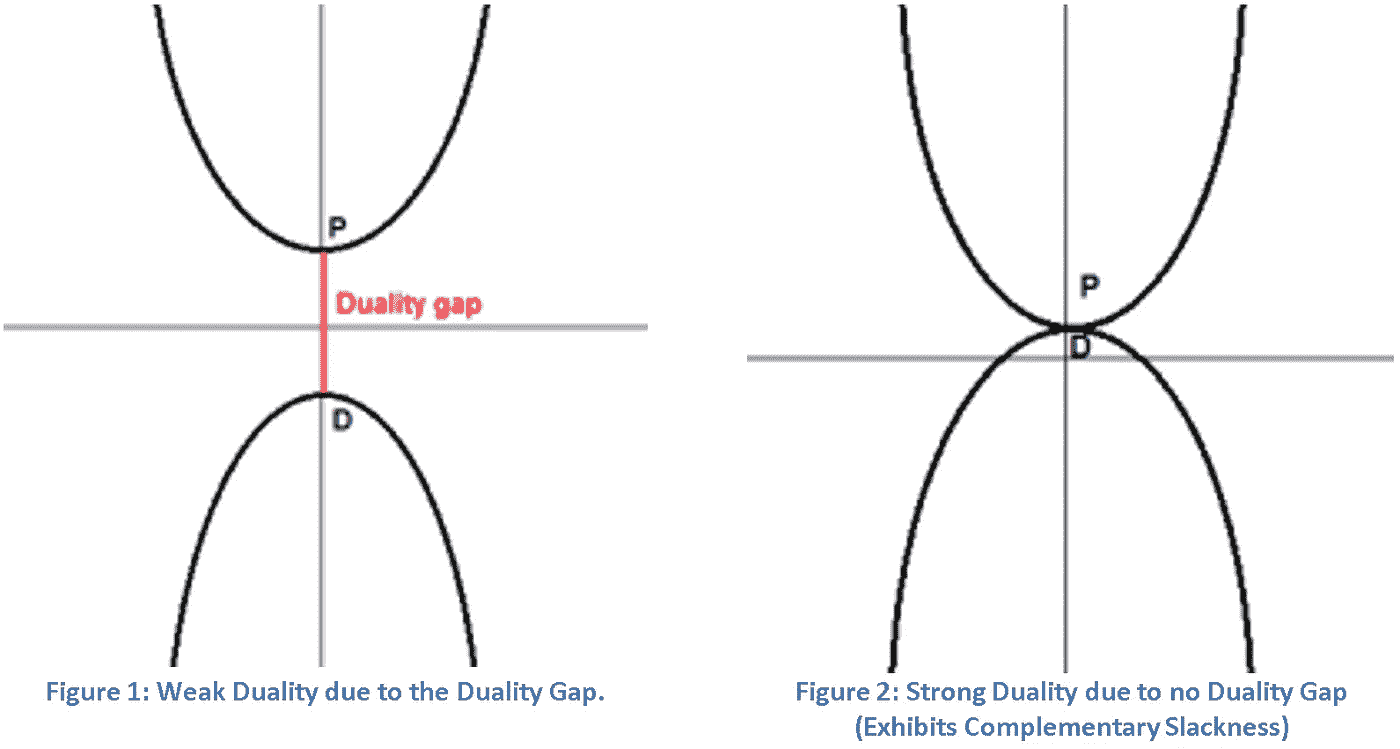 P
Duality gap
D
Figure 1: Weak Duality due to the Duality Gap.
P
D
Figure 2: Strong Duality due to no Duality Gap
(Exhibits Complementary Slackness)